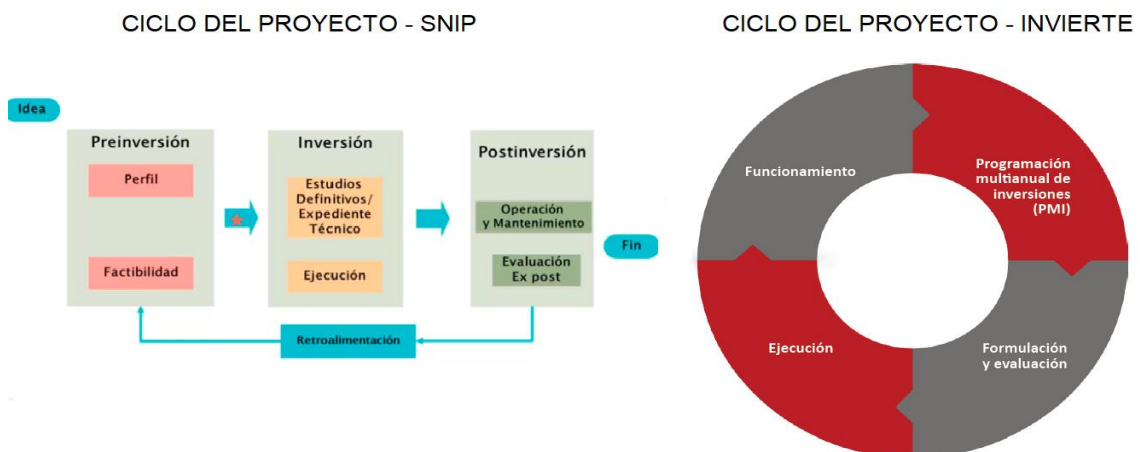 CICLO DEL PROYECTO - SNIP
Idea
Preinversión
Perfil
Factibilidad
Inversión
Estudios
Definitivos/
Expediente
Técnico
Ejecución
Postinversión
Operación
y Mantenimiento
Evaluación
Ex post
Fin
Retroalimentación
CICLO DEL PROYECTO - INVIERTE
Funcionamiento
Programación
multianual de
inversiones
(PMI)
Ejecución
Formulación
y evaluación